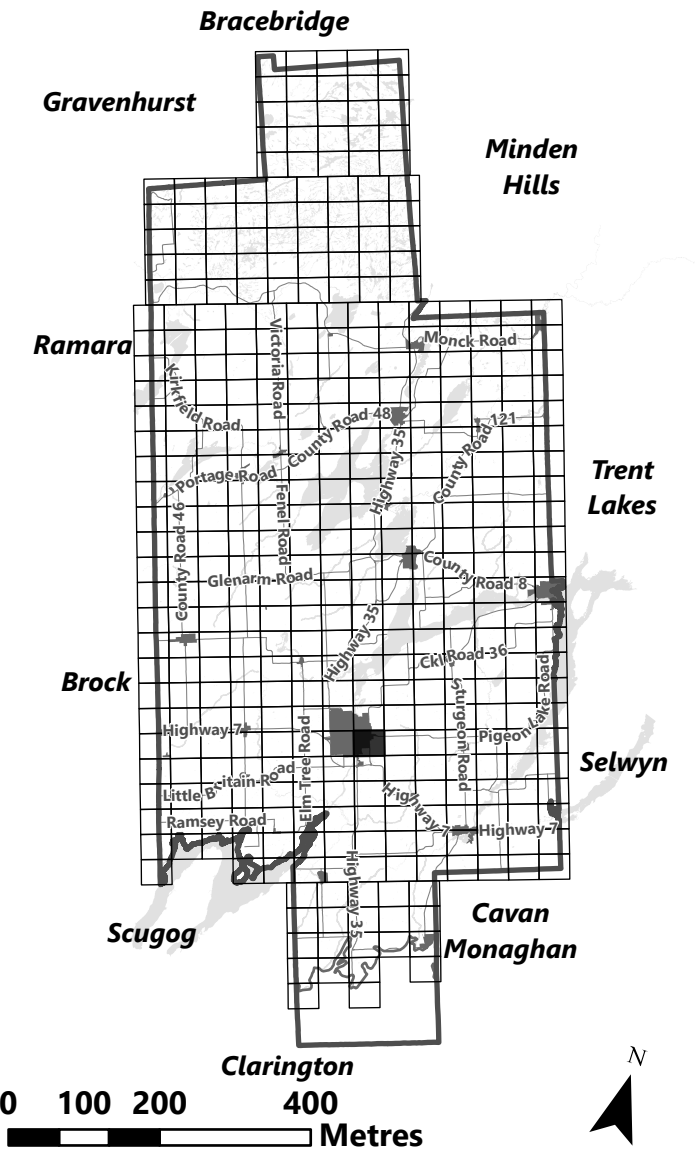 Bracebridge
Gravenhurst
Minden
Hills
Ramara
Victoria Road
Monck Road
Kirkfield Road
County Road 48
Highway 35
County Road 121
Portage Road
Trent
Lakes
Fenel Road
County Road 46
Glenarm Road
County Road 8
Highway 35
Ckl Road 36
Brock
Sturgeon Road
Pigeon Lake Road
Highway 7
Elm Tree Road
Selwyn
Little Britain Road
Highway 7
Ramsey Road
Highway 7
Highway 35
Scugog
Cavan
Monaghan
Clarington
N
0 100 200 400
Metres